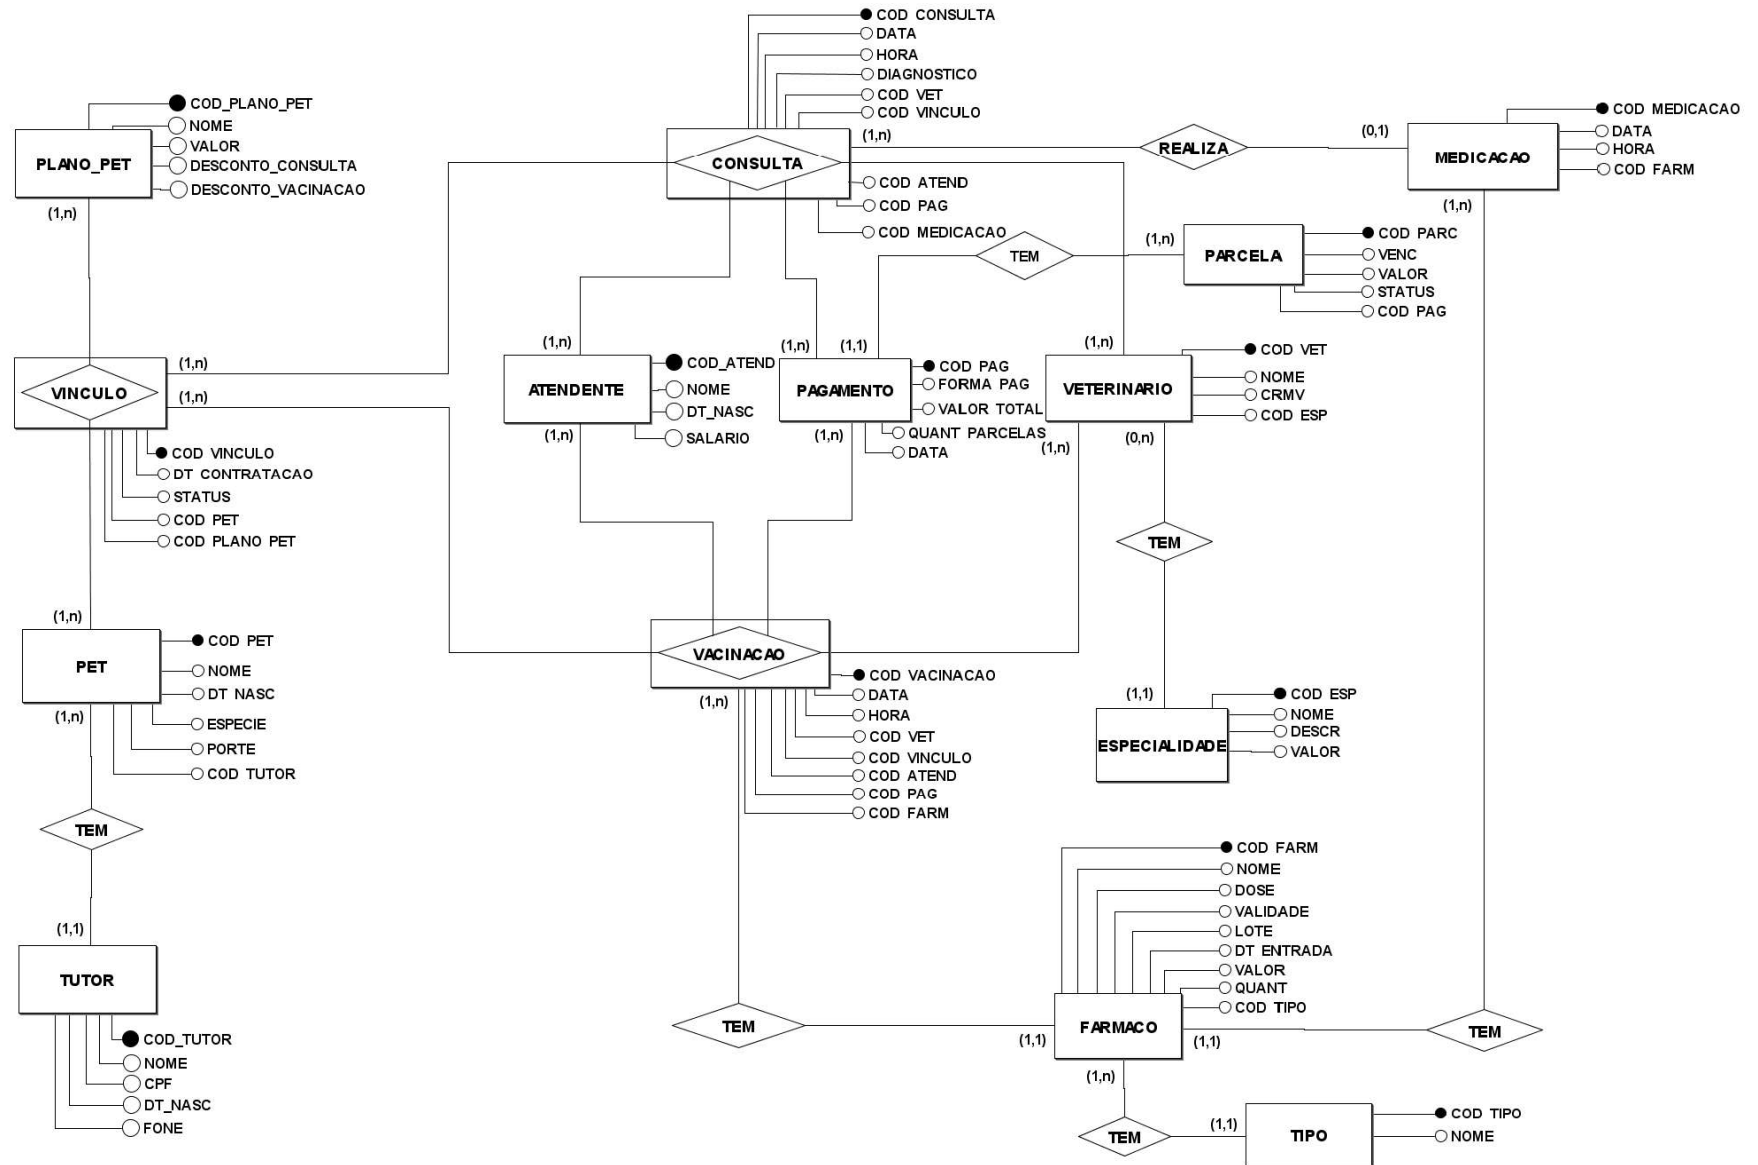 COD CONSULTA
DATA
HORA
DIAGNOSTICO
COD VET
COD VINCULO
(1,n)
CONSULTA
COD ATEND
COD PAG
COD MEDICACAO
COD_PLANO_PET
NOME
VALOR
DESCONTO_CONSULTA
DESCONTO_VACINACAO
PLANO_PET
(1,n)
REALIZA
(0,1)
COD MEDICACAO
DATA
HORA
COD FARM
MEDICACAO
(1,n)
TEM
(1,n)
PARCELA
COD PARC
VENC
VALOR
STATUS
COD PAG
(1,n)
VINCULO
(1,n)
COD VINCULO
DT CONTRATACAO
STATUS
COD PET
COD PLANO PET
(1,n)
ATENDENTE
(1,n)
COD_ATEND
NOME
DT_NASC
SALARIO
(1,n)
(1,1)
PAGAMENTO
(1,n)
COD PAG
FORMA PAG
VALOR TOTAL
QUANT PARCELAS
DATA
(1,n)
VETERINARIO
(1,n)
(0,n)
COD VET
NOME
CRMV
COD ESP
TEM
(1,1)
ESPECIALIDADE
COD ESP
NOME
DESCR
VALOR
(1,n)
PET
(1,n)
COD PET
NOME
DT NASC
ESPECIE
PORTE
COD TUTOR
VACINACAO
(1,n)
COD VACINACAO
DATA
HORA
COD VET
COD VINCULO
COD ATEND
COD PAG
COD FARM
TEM
(1,1)
TUTOR
COD_TUTOR
NOME
CPF
DT_NASC
FONE
TEM
(1,1)
COD FARM
NOME
DOSE
VALIDADE
LOTE
DT ENTRADA
VALOR
QUANT
COD TIPO
FARMACO
(1,1)
TEM
(1,n)
TEM
(1,1)
TIPO
COD TIPO
NOME